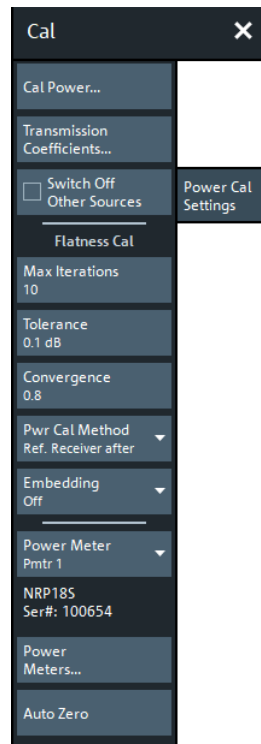 Cal
Cal Power...
Transmission
Coefficients...
Switch Off
Other Sources
Power Cal
Settings
Flatness Cal
Max Iterations
10
Tolerance
0.1 dB
Convergence
0.8
Pwr Cal Method
Ref. Receiver after
Embedding
Off
Power Meter
Pmtr 1
NRP18S
Ser#: 100654
Power
Meters...
Auto Zero